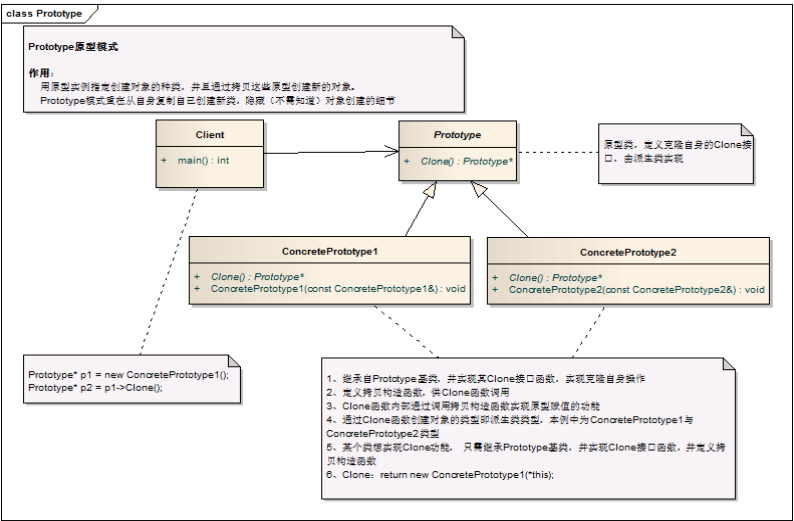 class Prototype
Prototype原型模式
作用：
用原型实例指定创建对象的种类，并且通过拷贝这些原型创建新的对象。
Prototype模式重在从自身复制自己创建新类，隐藏（不需知道）对象创建的细节
Client
+ main() : int
Prototype
+ Clone() : Prototype*
原型类，定义克隆自身的Clone接
口，由派生类实现
ConcretePrototype1
+ Clone() : Prototype*
+ ConcretePrototype1(const ConcretePrototype1&) : void
ConcretePrototype2
+ Clone() : Prototype*
+ ConcretePrototype2(const ConcretePrototype2&) : void
Prototype* p1 = new ConcretePrototype1();
Prototype* p2 = p1->Clone();
1、继承自Prototype基类，并实现其Clone接口函数，实现克隆自身操作
2、定义拷贝构造函数，供Clone函数调用
3、Clone函数内部通过调用拷贝构造函数实现原型赋值的功能
4、通过Clone函数创建对象的类型即派生类类型，本例中为ConcretePrototype1与
ConcretePrototype2类型
5、某个类想实现Clone功能， 只需继承Prototype基类，并实现Clone接口函数，并定义拷
贝构造函数
6、Clone：return new ConcretePrototype1(*this);